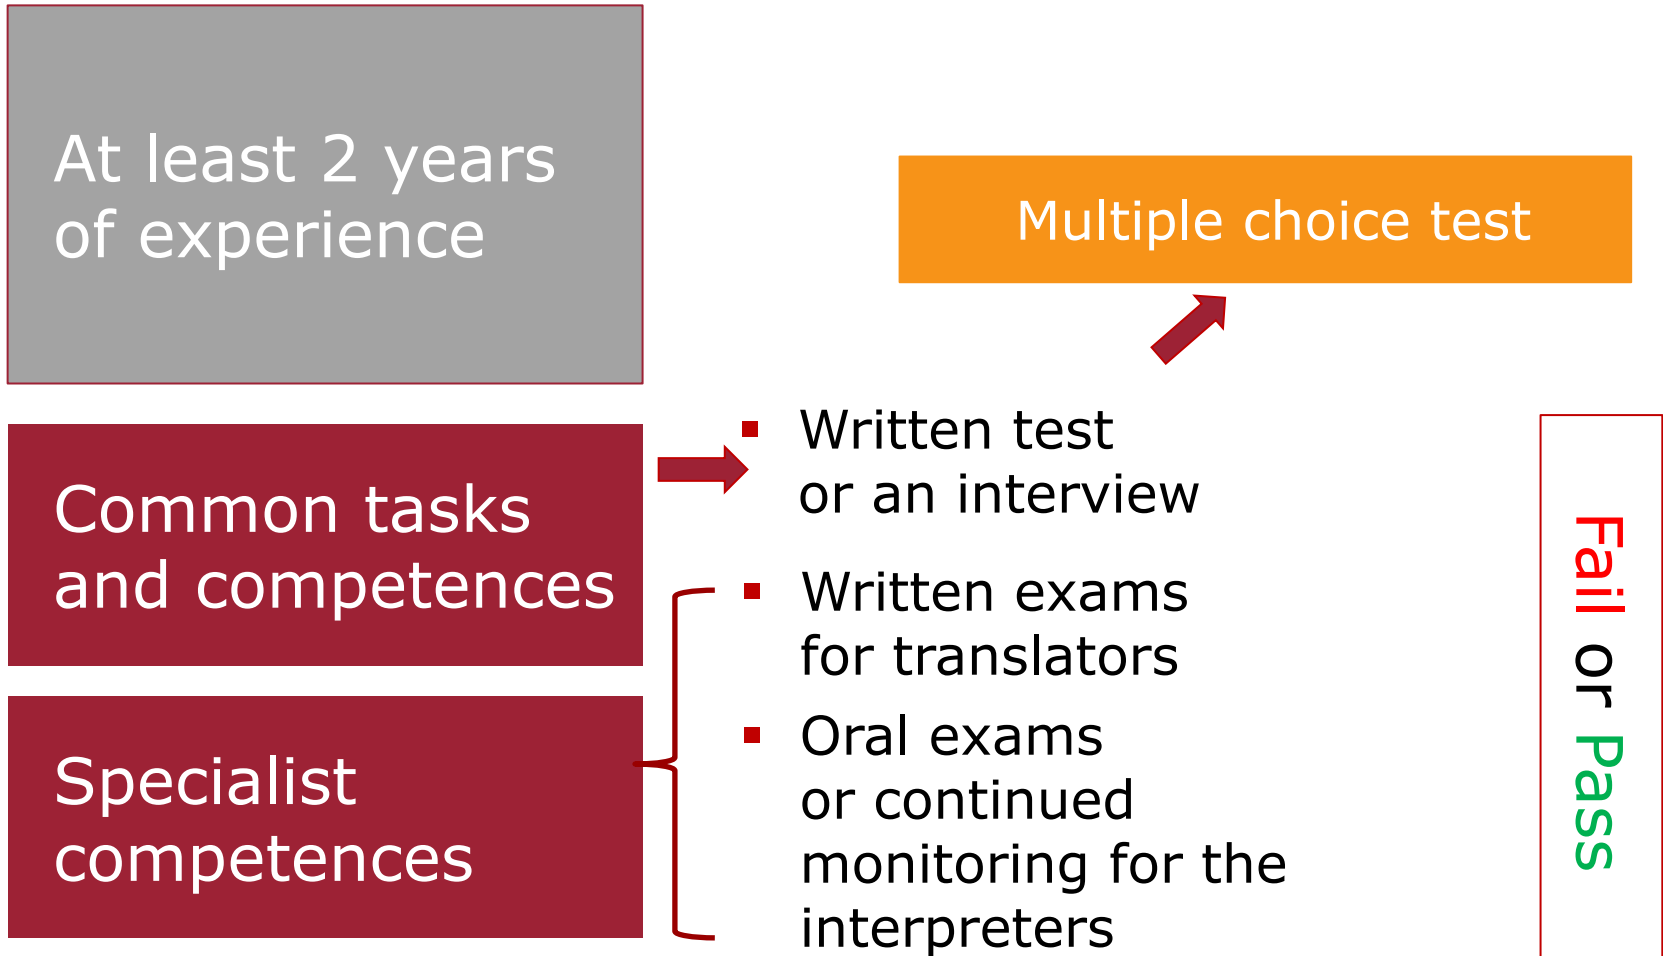 At least 2 years
of experience
Multiple choice test
Common tasks
and competences
▪ Written test
or an interview
Specialist
competences
▪ Written exams
for translators
▪ Oral exams
or continued
monitoring for the
interpreters
Fail or Pass